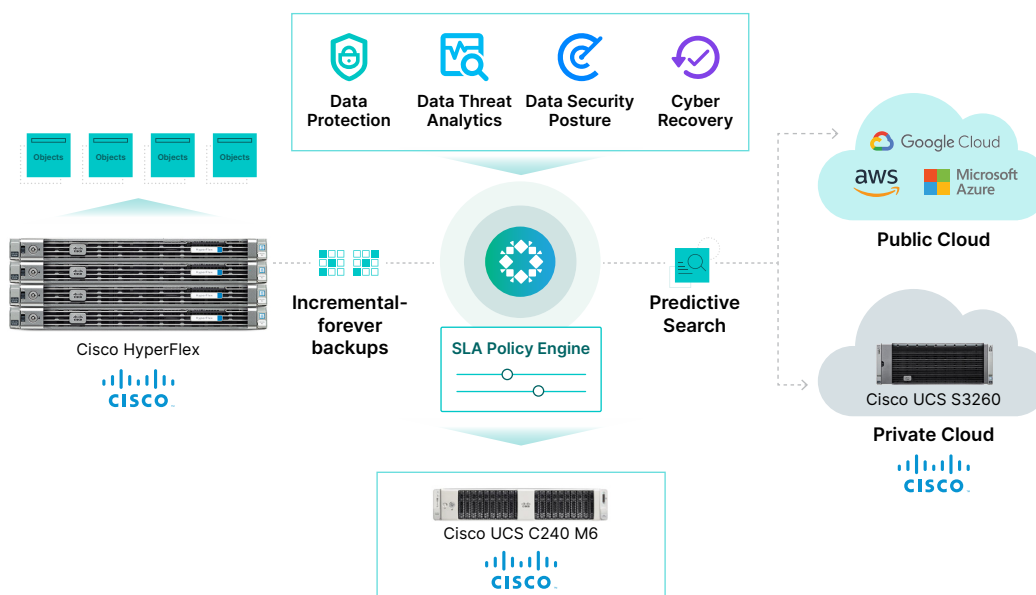 Data
Protection
Data Threat
Analytics
Data Security
Posture
Cyber
Recovery
Objects
Objects
Objects
Objects
Google Cloud
aws
Microsoft
Azure
Public Cloud
Incremental-
forever
backups
Predictive
Search
Cisco HyperFlex
CISCO
SLA Policy Engine
Cisco UCS S3260
Private Cloud
CISCO
Cisco UCS C240 M6
CISCO